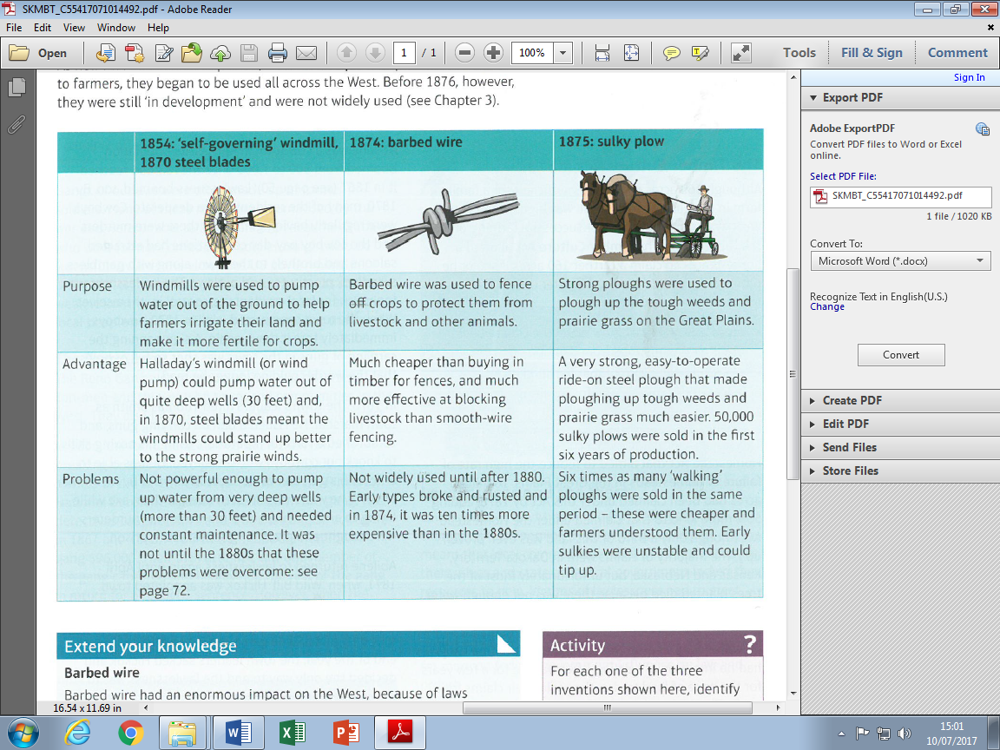 SKMBT_C55417071014492.pdf - Adobe Reader
File Edit View Window Help
Open 1 / 1 100% Tools Fill & Sign Comment
Sign In
to farmers, they began to be used all across the West. Before 1876, however,
they were still 'in development' and were not widely used (see Chapter 3).
1854: 'self-governing' windmill,
1870 steel blades
1874: barbed wire
1875: sulky plow
Purpose
Windmills were used to pump
water out of the ground to help
farmers irrigate their land and
make it more fertile for crops.
Barbed wire was used to fence
off crops to protect them from
livestock and other animals.
Strong ploughs were used to
plough up the tough weeds and
prairie grass on the Great Plains.
Advantage
Halladay's windmill (or wind
pump) could pump water out of
quite deep wells (30 feet) and,
in 1870, steel blades meant the
windmills could stand up better
to the strong prairie winds.
Much cheaper than buying in
timber for fences, and much
more effective at blocking
livestock than smooth-wire
fencing.
A very strong, easy-to-operate
ride-on steel plough that made
ploughing up tough weeds and
prairie grass much easier. 50,000
sulky plows were sold in the first
six years of production.
Problems
Not powerful enough to pump
up water from very deep wells
(more than 30 feet) and needed
constant maintenance. It was
not until the 1880s that these
problems were overcome: see
page 72.
Not widely used until after 1880.
Early types broke and rusted and
in 1874, it was ten times more
expensive than in the 1880s.
Six times as many 'walking'
ploughs were sold in the same
period – these were cheaper and
farmers understood them. Early
sulkies were unstable and could
tip up.
Extend your knowledge
Barbed wire
Barbed wire had an enormous impact on the West, because of laws
Activity ?
For each one of the three
inventions shown here, identify
16.54 x 11.69 in
Export PDF
Adobe ExportPDF
Convert PDF files to Word or Excel
online.
Select PDF File:
SKMBT_C55417071014492.pdf
1 file / 1020 KB
Convert To:
Microsoft Word (*.docx)
Recognize Text in English(U.S.)
Change
Convert
Create PDF
Edit PDF
Send Files
Store Files
15:01
10/07/2017